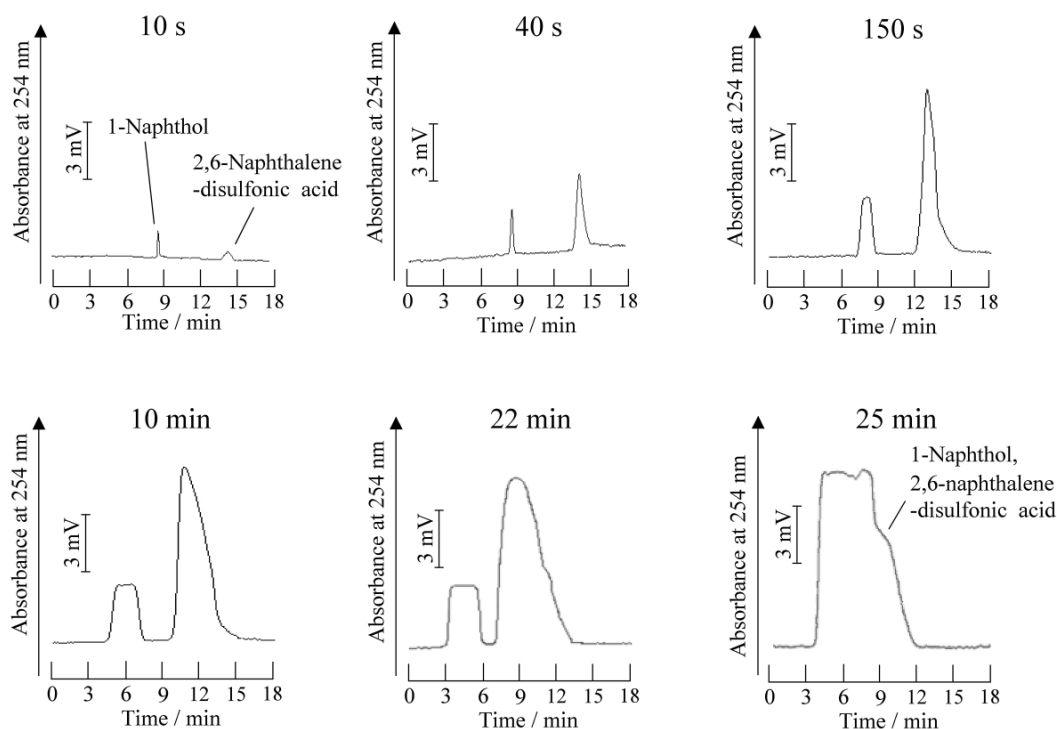 10 s
Absorbance at 254 nm
3 mV
1-Naphthol
2,6-Naphthalene
-disulfonic acid
0 3 6 9 12 15 18
Time / min
40 s
Absorbance at 254 nm
3 mV
0 3 6 9 12 15 18
Time / min
150 s
Absorbance at 254 nm
3 mV
0 3 6 9 12 15 18
Time / min
10 min
Absorbance at 254 nm
3 mV
0 3 6 9 12 15 18
Time / min
22 min
Absorbance at 254 nm
3 mV
0 3 6 9 12 15 18
Time / min
25 min
Absorbance at 254 nm
3 mV
1-Naphthol,
2,6-naphthalene
-disulfonic acid
0 3 6 9 12 15 18
Time / min